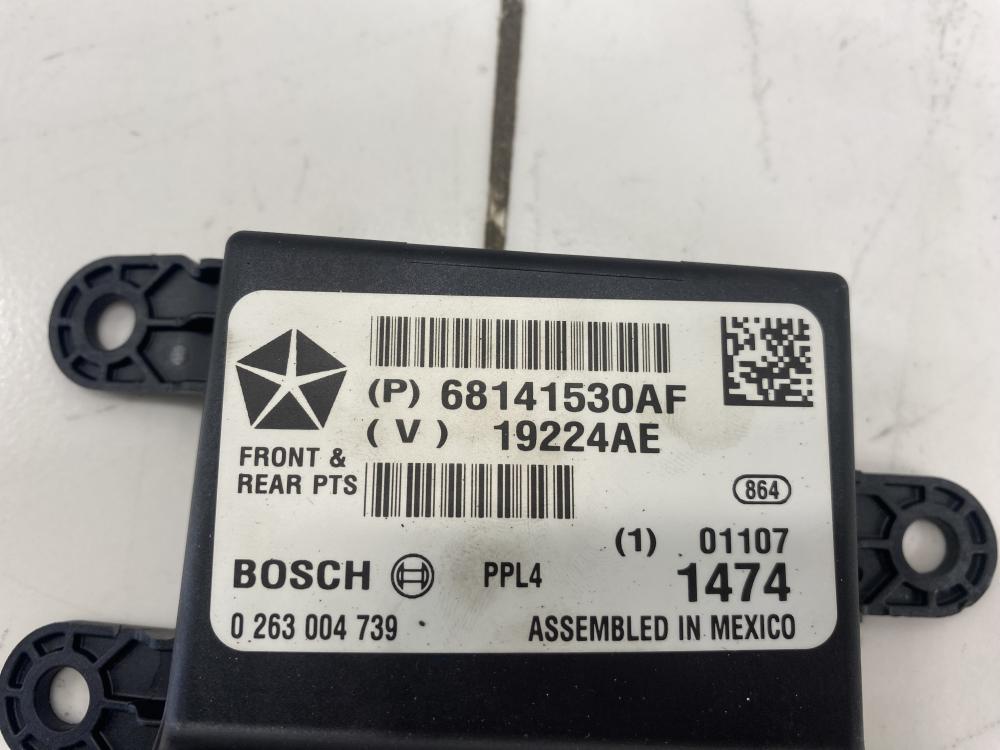 (P) 68141530AF
(V) 19224AE
FRONT &
REAR PTS
864
(1) 01107
BOSCH PPL4 1474
0 263 004 739 ASSEMBLED IN MEXICO